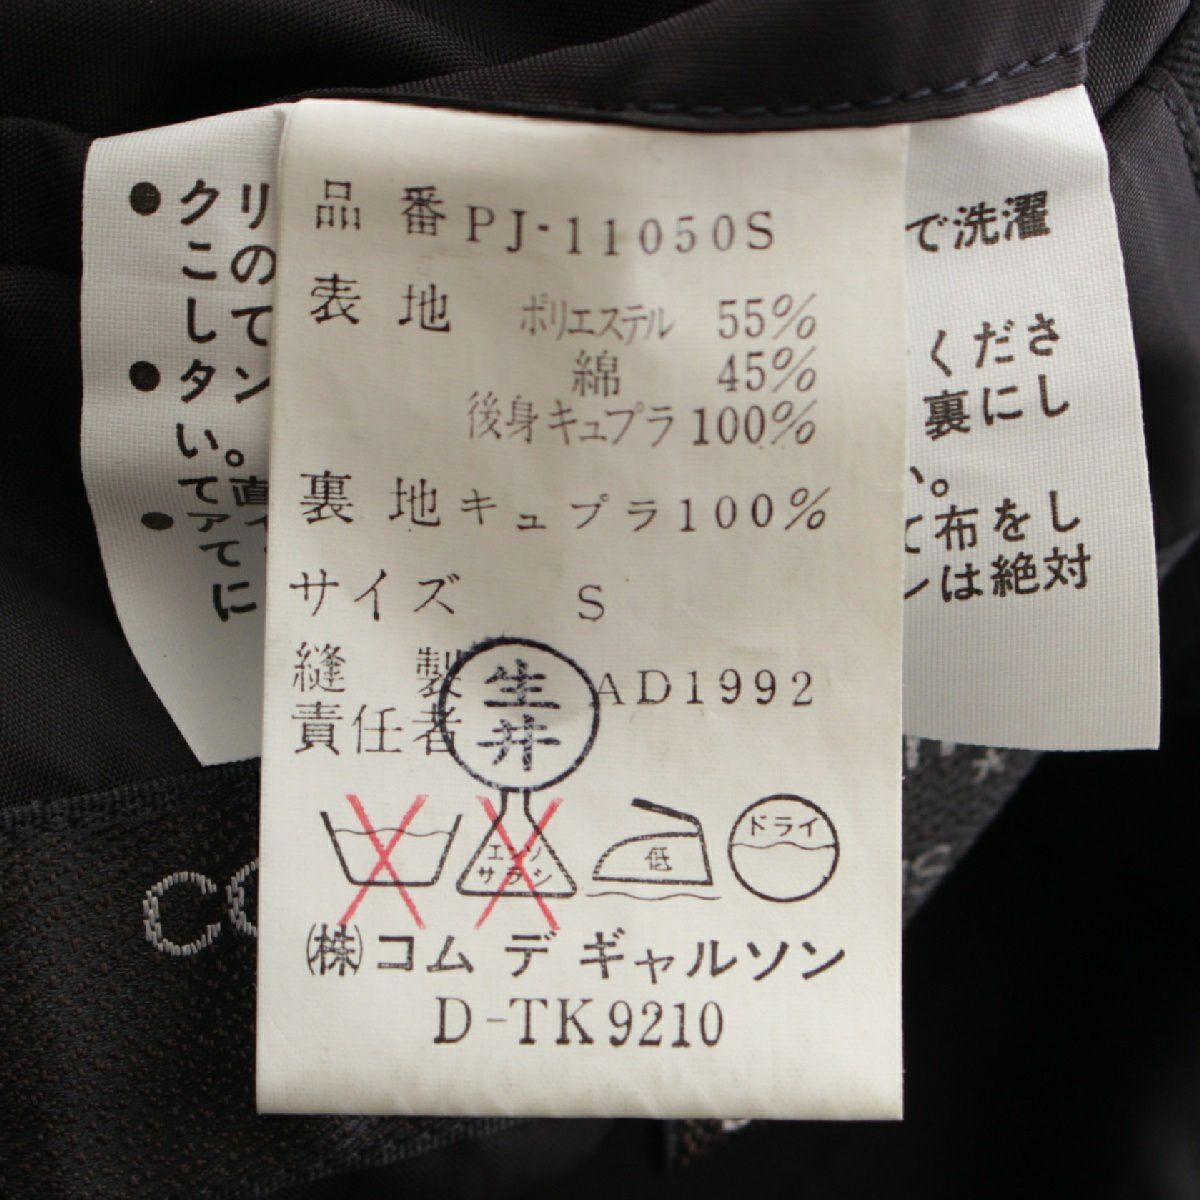 品番 PJ-11050S
表地 ポリエステル 55%
綿 45%
後身キュプラ 100%
裏地 キュプラ 100%
サイズ S
縫製
責任者
生井
AD1992
エンソ
サラシ
低
ドライ
㈱コム デ ギャルソン
D-TK9210
●クリ
この
して
●タン
い。
て直
●アイ
て
に
で洗濯
くださ
裏にし
い。
て布をし
ンは絶対
CO